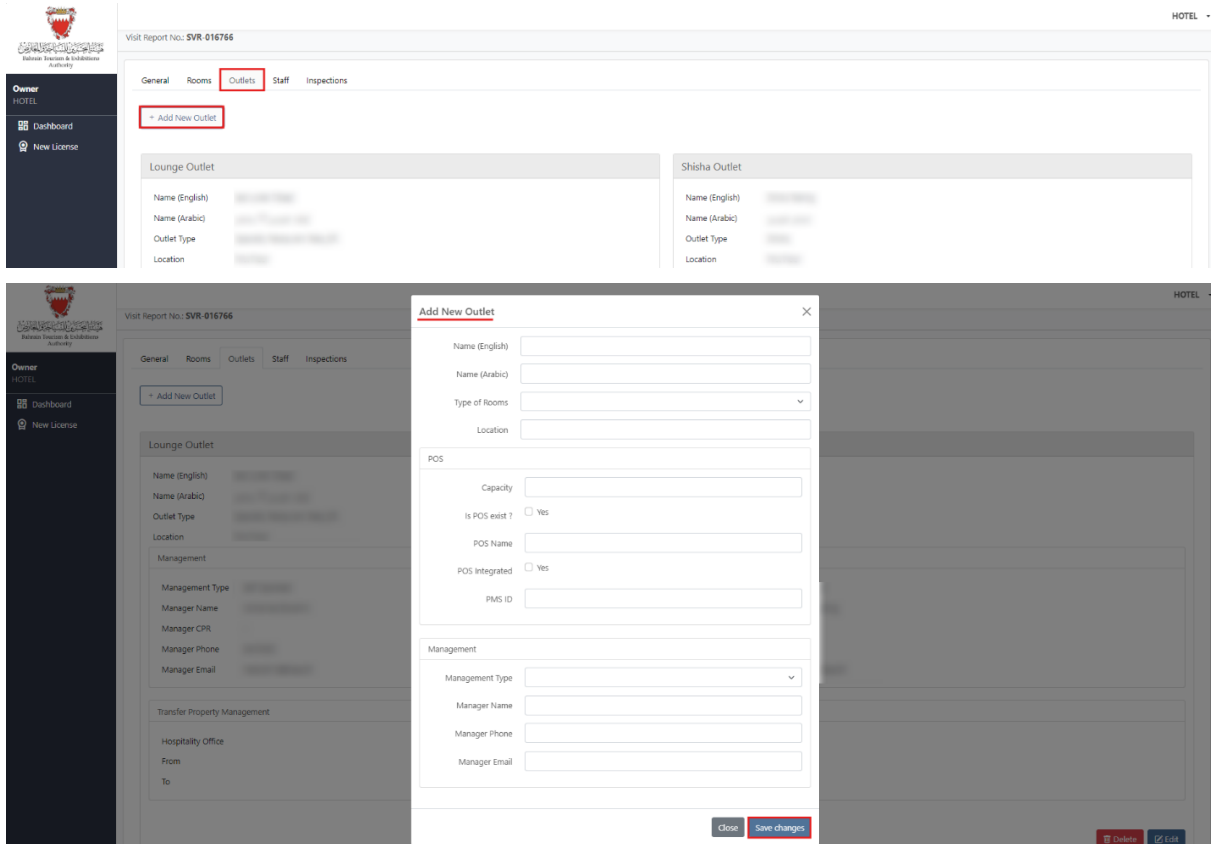 HOTEL
Bahrain Tourism & Exhibitions
Authority
Visit Report No.: SVR-016766
General Rooms Outlets Staff Inspections
Owner
HOTEL
Dashboard
New License
+ Add New Outlet
Lounge Outlet
Name (English)
Name (Arabic)
Outlet Type
Location
Shisha Outlet
Name (English)
Name (Arabic)
Outlet Type
Location
HOTEL
Bahrain Tourism & Exhibitions
Authority
Visit Report No.: SVR-016766
General Rooms Outlets Staff Inspections
Owner
HOTEL
Dashboard
New License
+ Add New Outlet
Lounge Outlet
Name (English)
Name (Arabic)
Outlet Type
Location
Management
Management Type
Manager Name
Manager CPR
Manager Phone
Manager Email
Transfer Property Management
Hospitality Office
From
To
Add New Outlet
Name (English)
Name (Arabic)
Type of Rooms
Location
POS
Capacity
Is POS exist ? Yes
POS Name
POS Integrated Yes
PMS ID
Management
Management Type
Manager Name
Manager Phone
Manager Email
Close Save changes
Delete Edit